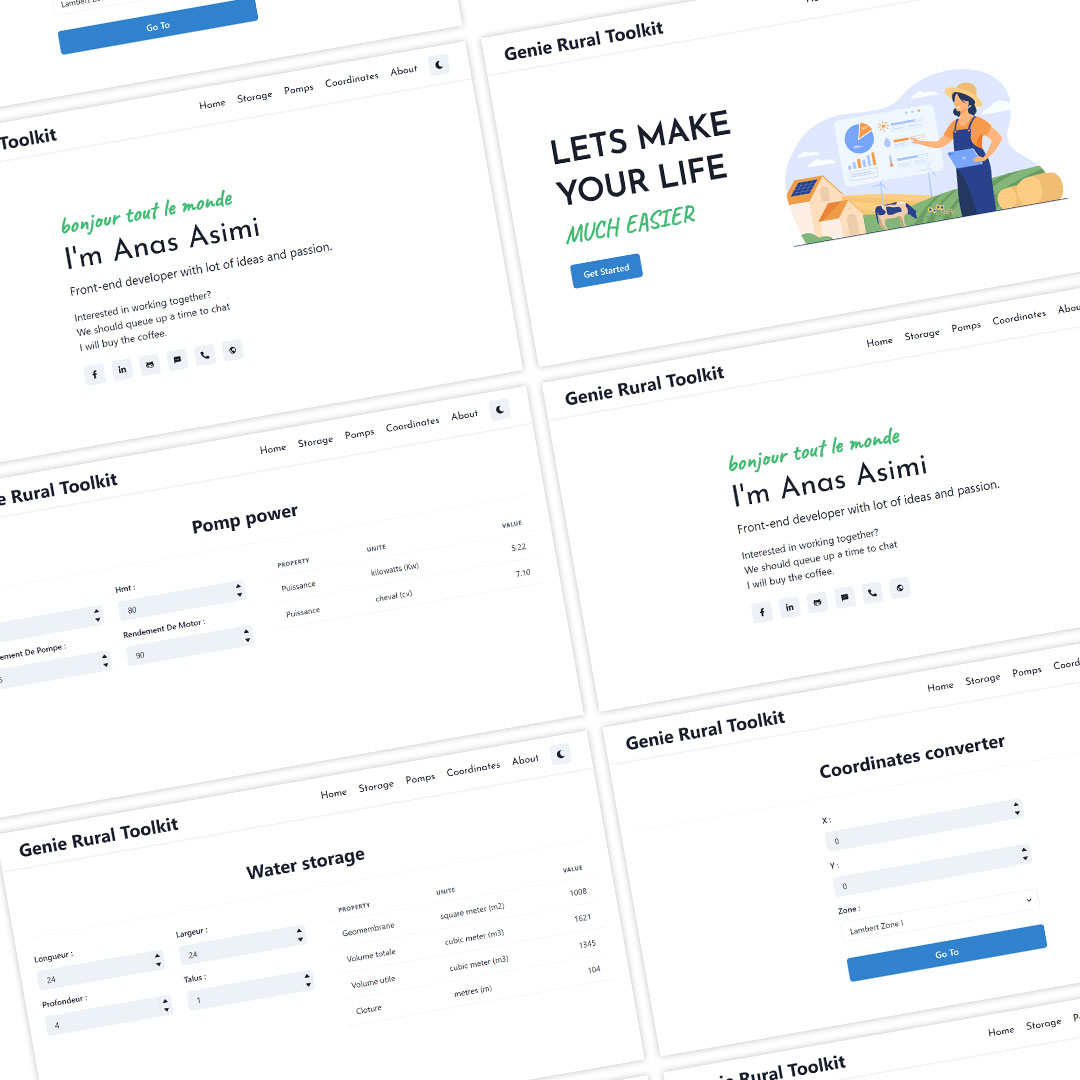 Go To
Home Storage Pomps Coordinates About
Toolkit
bonjour tout le monde
I'm Anas Asimi
Front-end developer with lot of ideas and passion.
Interested in working together?
We should queue up a time to chat
I will buy the coffee.
Genie Rural Toolkit
LETS MAKE
YOUR LIFE
MUCH EASIER
Get Started
Home Storage Pomps Coordinates About
Rural Toolkit
Pomp power
Hmt :
80
Rendement De Motor :
90
De Pompe :
PROPERTY UNITE VALUE
Puissance kilowatts (Kw) 5.22
Puissance cheval (cv) 7.10
Home Storage Pomps Coordinates
Genie Rural Toolkit
bonjour tout le monde
I'm Anas Asimi
Front-end developer with lot of ideas and passion.
Interested in working together?
We should queue up a time to chat
I will buy the coffee.
Home Storage Pomps Coordinates About
Genie Rural Toolkit
Water storage
Longueur :
24
Largeur :
24
Profondeur :
4
Talus :
1
PROPERTY UNITE VALUE
Geomembrane square meter (m2) 1008
Volume totale cubic meter (m3) 1621
Volume utile cubic meter (m3) 1345
Cloture metres (m) 104
Home Storage Pomps
Genie Rural Toolkit
Coordinates converter
X :
0
Y :
0
Zone :
Lambert Zone I
Go To
Home Storage
Rural Toolkit